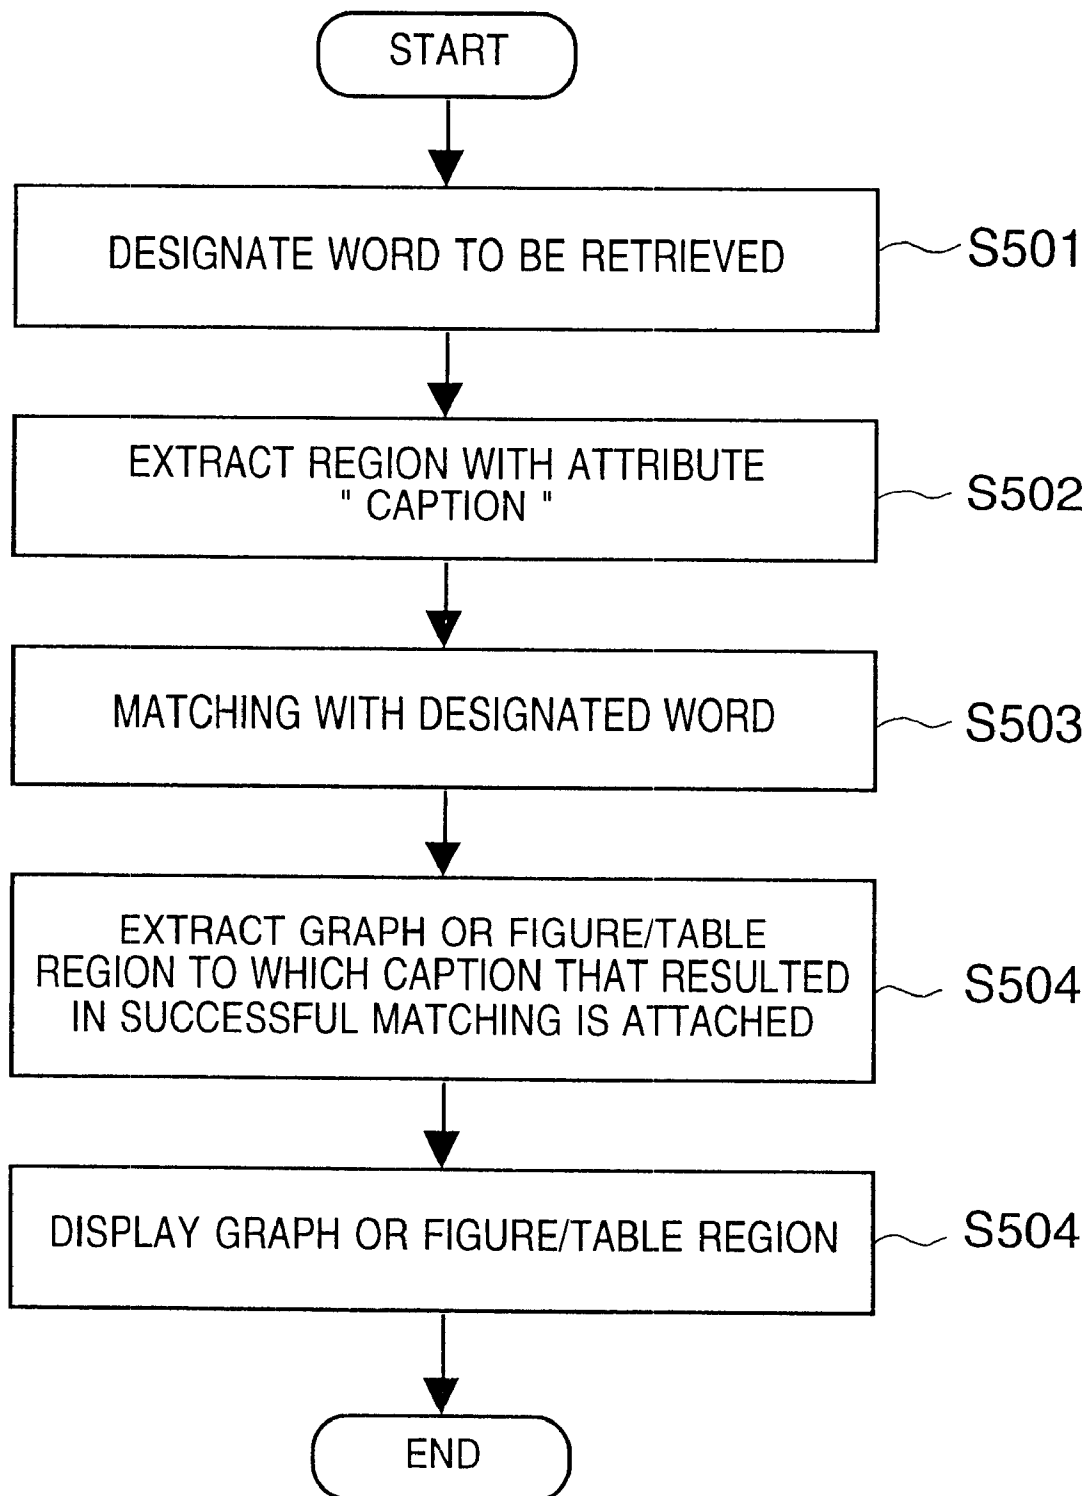 START
DESIGNATE WORD TO BE RETRIEVED
S501
EXTRACT REGION WITH ATTRIBUTE
" CAPTION "
S502
MATCHING WITH DESIGNATED WORD
S503
EXTRACT GRAPH OR FIGURE/TABLE
REGION TO WHICH CAPTION THAT RESULTED
IN SUCCESSFUL MATCHING IS ATTACHED
S504
DISPLAY GRAPH OR FIGURE/TABLE REGION
S504
END